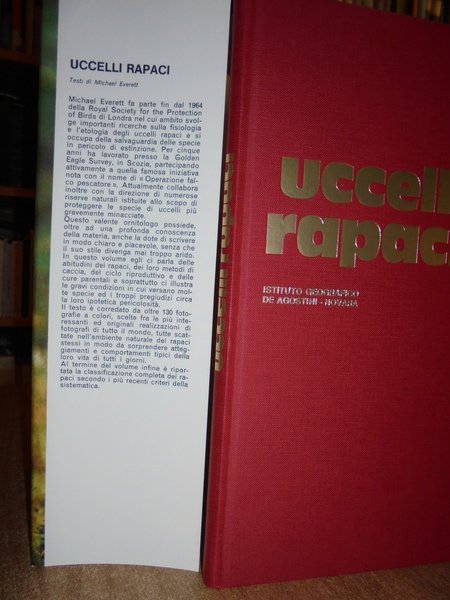 UCCELLI RAPACI
Testi di Michael Everett
Michael Everett fa parte fin dal 1964
della Royal Society for the Protection
of Birds di Londra nel cui ambito svol-
ge importanti ricerche sulla fisiologia
e l'etologia degli uccelli rapaci e si
occupa della salvaguardia delle specie
in pericolo di estinzione. Per cinque
anni ha lavorato presso la Golden
Eagle Survey, in Scozia, partecipando
attivamente a quella famosa iniziativa
nota con il nome di « Operazione fal-
co pescatore ». Attualmente collabora
inoltre con la direzione di numerose
riserve naturali istituite allo scopo di
proteggere le specie di uccelli più
gravemente minacciate.
Questo valente ornitologo possiede,
oltre ad una profonda conoscenza
della materia, anche la dote di scrivere
in modo chiaro e piacevole, senza che
il suo stile divenga mai troppo arido.
In questo volume egli ci parla delle
abitudini dei rapaci, dei loro metodi di
caccia, del ciclo riproduttivo e delle
cure parentali e soprattutto ci illustra
le gravi condizioni in cui versano mol-
te specie ed i troppi pregiudizi circa
la loro ipotetica pericolosità.
Il testo è corredato da oltre 130 foto-
grafie a colori, scelte fra le più inte-
ressanti ed originali realizzazioni di
fotografi di tutto il mondo, tutte scat-
tate nell'ambiente naturale dei rapaci
stessi in modo da sorprendere atteg-
giamenti e comportamenti tipici della
loro vita di tutti i giorni.
Al termine del volume infine è ripor-
tata la classificazione completa dei ra-
paci secondo i più recenti criteri della
sistematica.
uccelli rapaci
uccelli
rapaci
ISTITUTO GEOGRAFICO
DE AGOSTINI - NOVARA